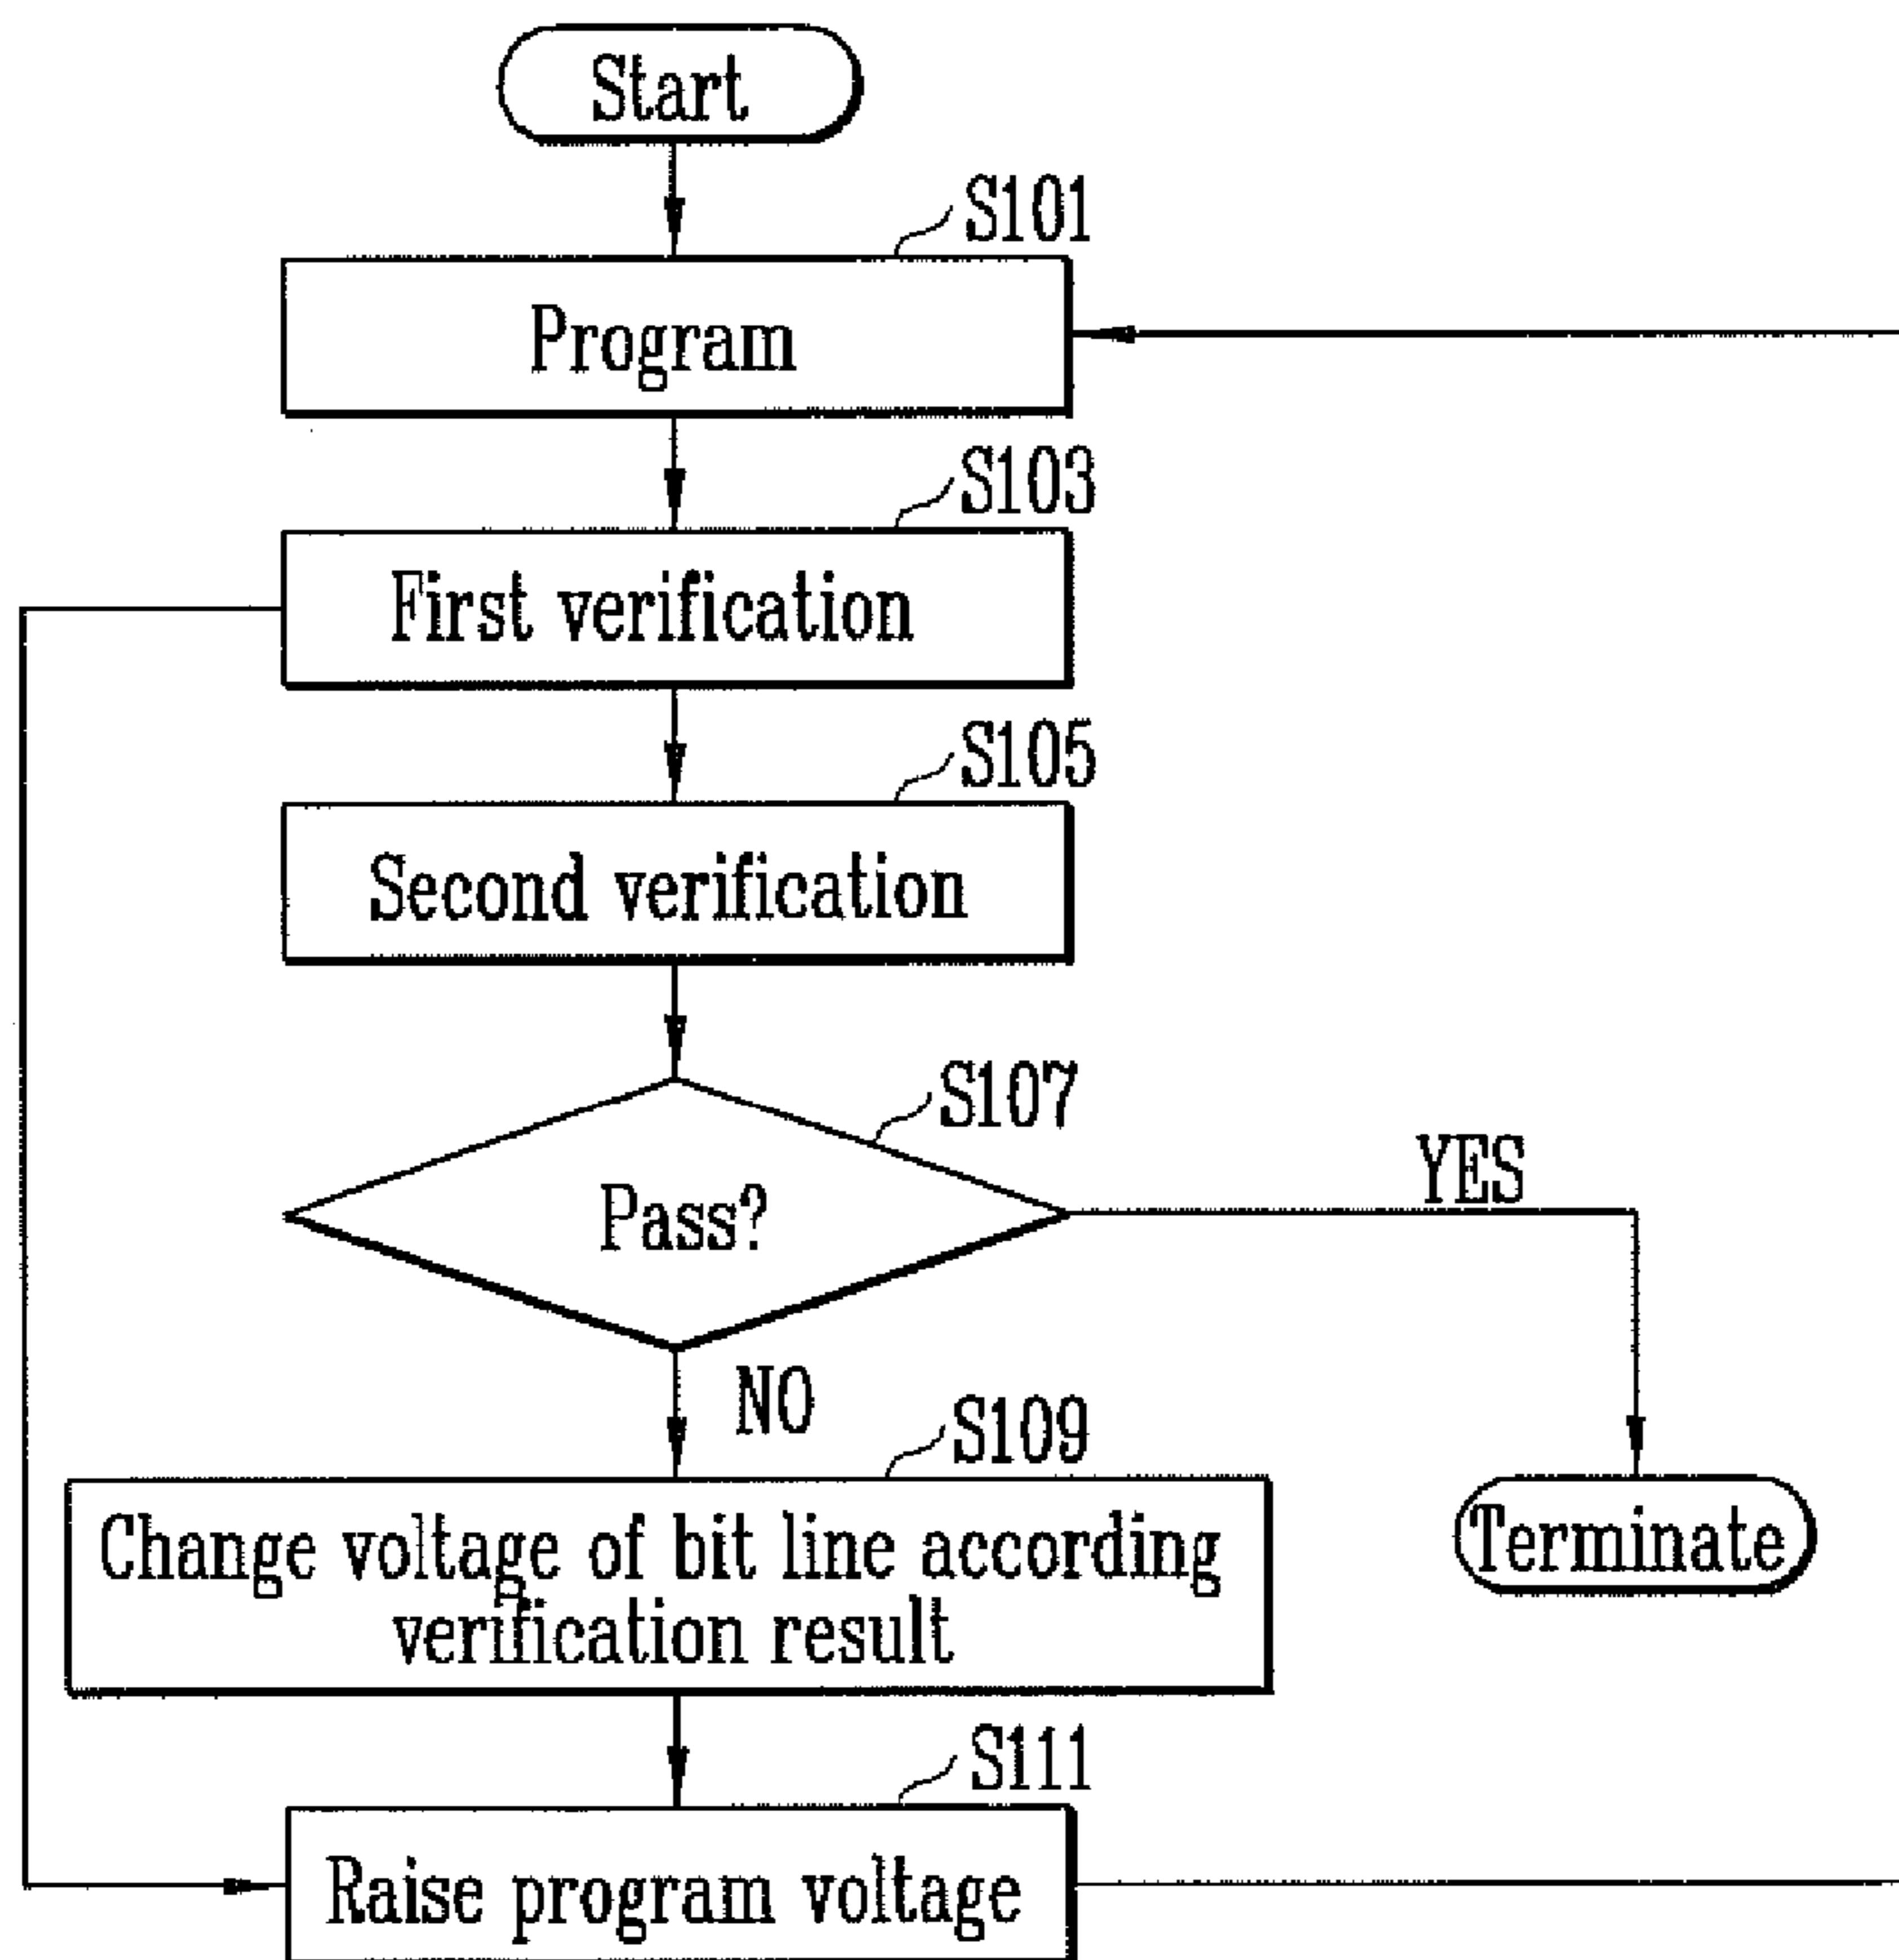 Start
S101
Program
S103
First verification
S105
Second verification
S107
Pass?
YES
NO
S109
Change voltage of bit line according
verification result
Terminate
S111
Raise program voltage